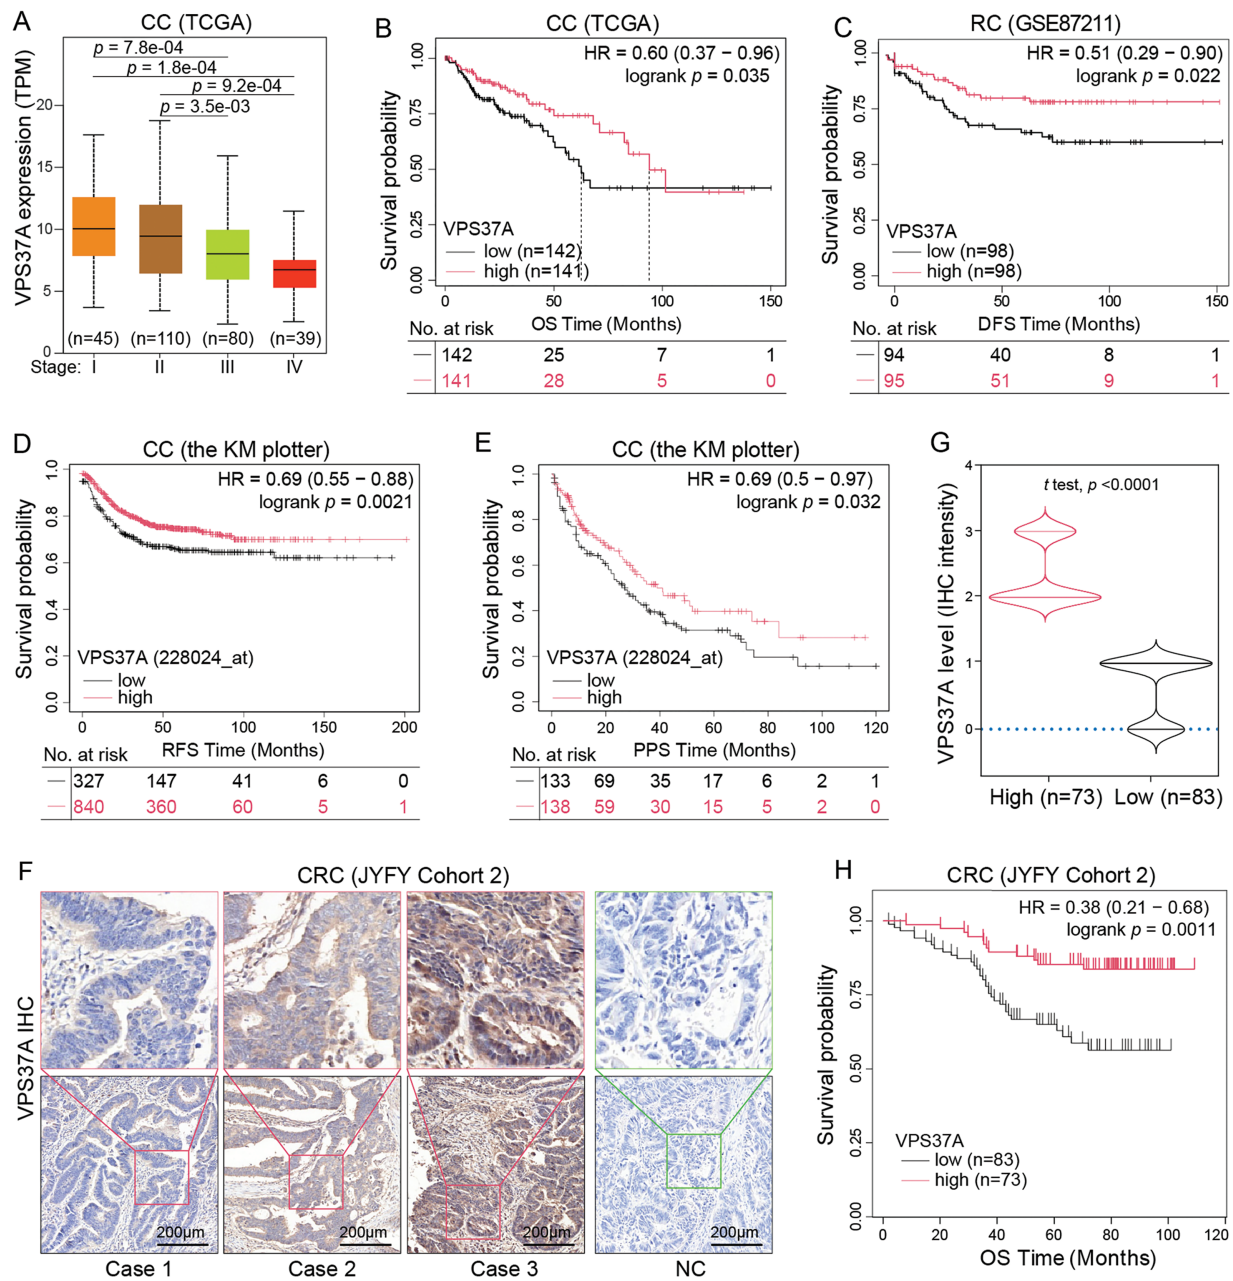 A
CC (TCGA)
VPS37A expression (TPM)
p = 7.8e-04
p = 1.8e-04
p = 9.2e-04
p = 3.5e-03
20
15
10
5
0
(n=45) (n=110) (n=80) (n=39)
Stage: I II III IV
B
CC (TCGA)
HR = 0.60 (0.37 − 0.96)
logrank p = 0.035
Survival probability
1.00
0.75
0.50
0.25
0.00
VPS37A
low (n=142)
high (n=141)
0 50 100 150
No. at risk OS Time (Months)
142 25 7 1
141 28 5 0
C
RC (GSE87211)
HR = 0.51 (0.29 − 0.90)
logrank p = 0.022
Survival probability
1.00
0.75
0.50
0.25
0.00
VPS37A
low (n=98)
high (n=98)
0 50 100 150
No. at risk DFS Time (Months)
94 40 8 1
95 51 9 1
D
CC (the KM plotter)
HR = 0.69 (0.55 − 0.88)
logrank p = 0.0021
Survival probability
1.0
0.8
0.6
0.4
0.2
0.0
VPS37A (228024_at)
low
high
0 50 100 150 200
No. at risk RFS Time (Months)
327 147 41 6 0
840 360 60 5 1
E
CC (the KM plotter)
HR = 0.69 (0.5 − 0.97)
logrank p = 0.032
Survival probability
1.0
0.8
0.6
0.4
0.2
0.0
VPS37A (228024_at)
low
high
0 20 40 60 80 100 120
No. at risk PPS Time (Months)
133 69 35 17 6 2 1
138 59 30 15 5 2 0
G
VPS37A level (IHC intensity)
t test, p <0.0001
4
3
2
1
0
High (n=73) Low (n=83)
F
CRC (JYFY Cohort 2)
VPS37A IHC
200μm 200μm 200μm 200μm
Case 1 Case 2 Case 3 NC
H
CRC (JYFY Cohort 2)
HR = 0.38 (0.21 − 0.68)
logrank p = 0.0011
Survival probability
1.00
0.75
0.50
0.25
0.00
VPS37A
low (n=83)
high (n=73)
0 20 40 60 80 100 120
OS Time (Months)